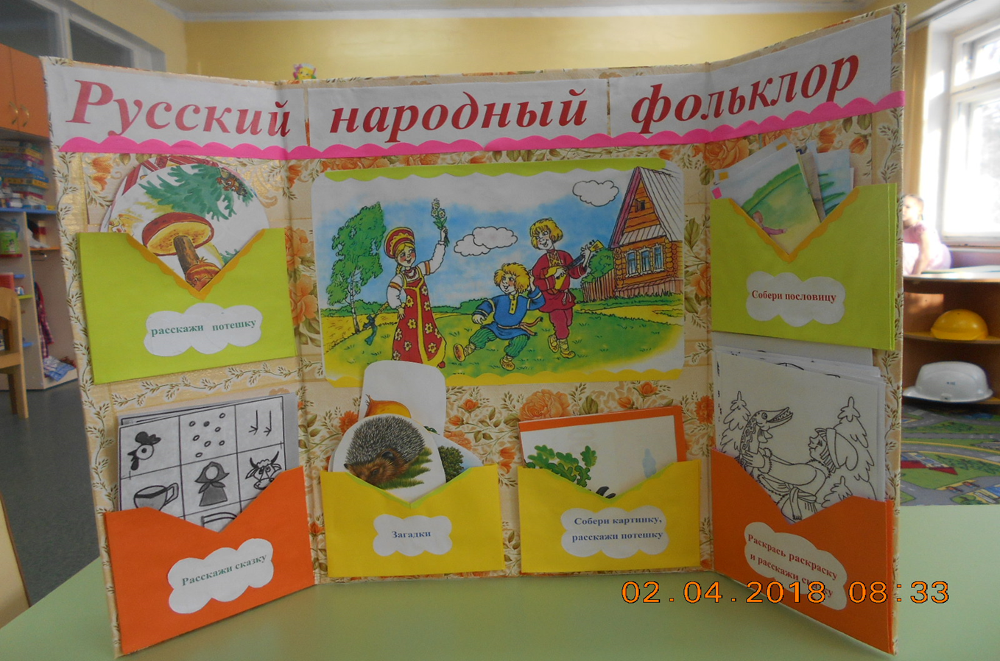 Русский народный фольклор
расскажи потешку
Собери пословицу
Расскажи сказку
Загадки
Собери картинку,
расскажи потешку
Раскрась раскраску
и расскажи сказку
02.04.2018 08:33